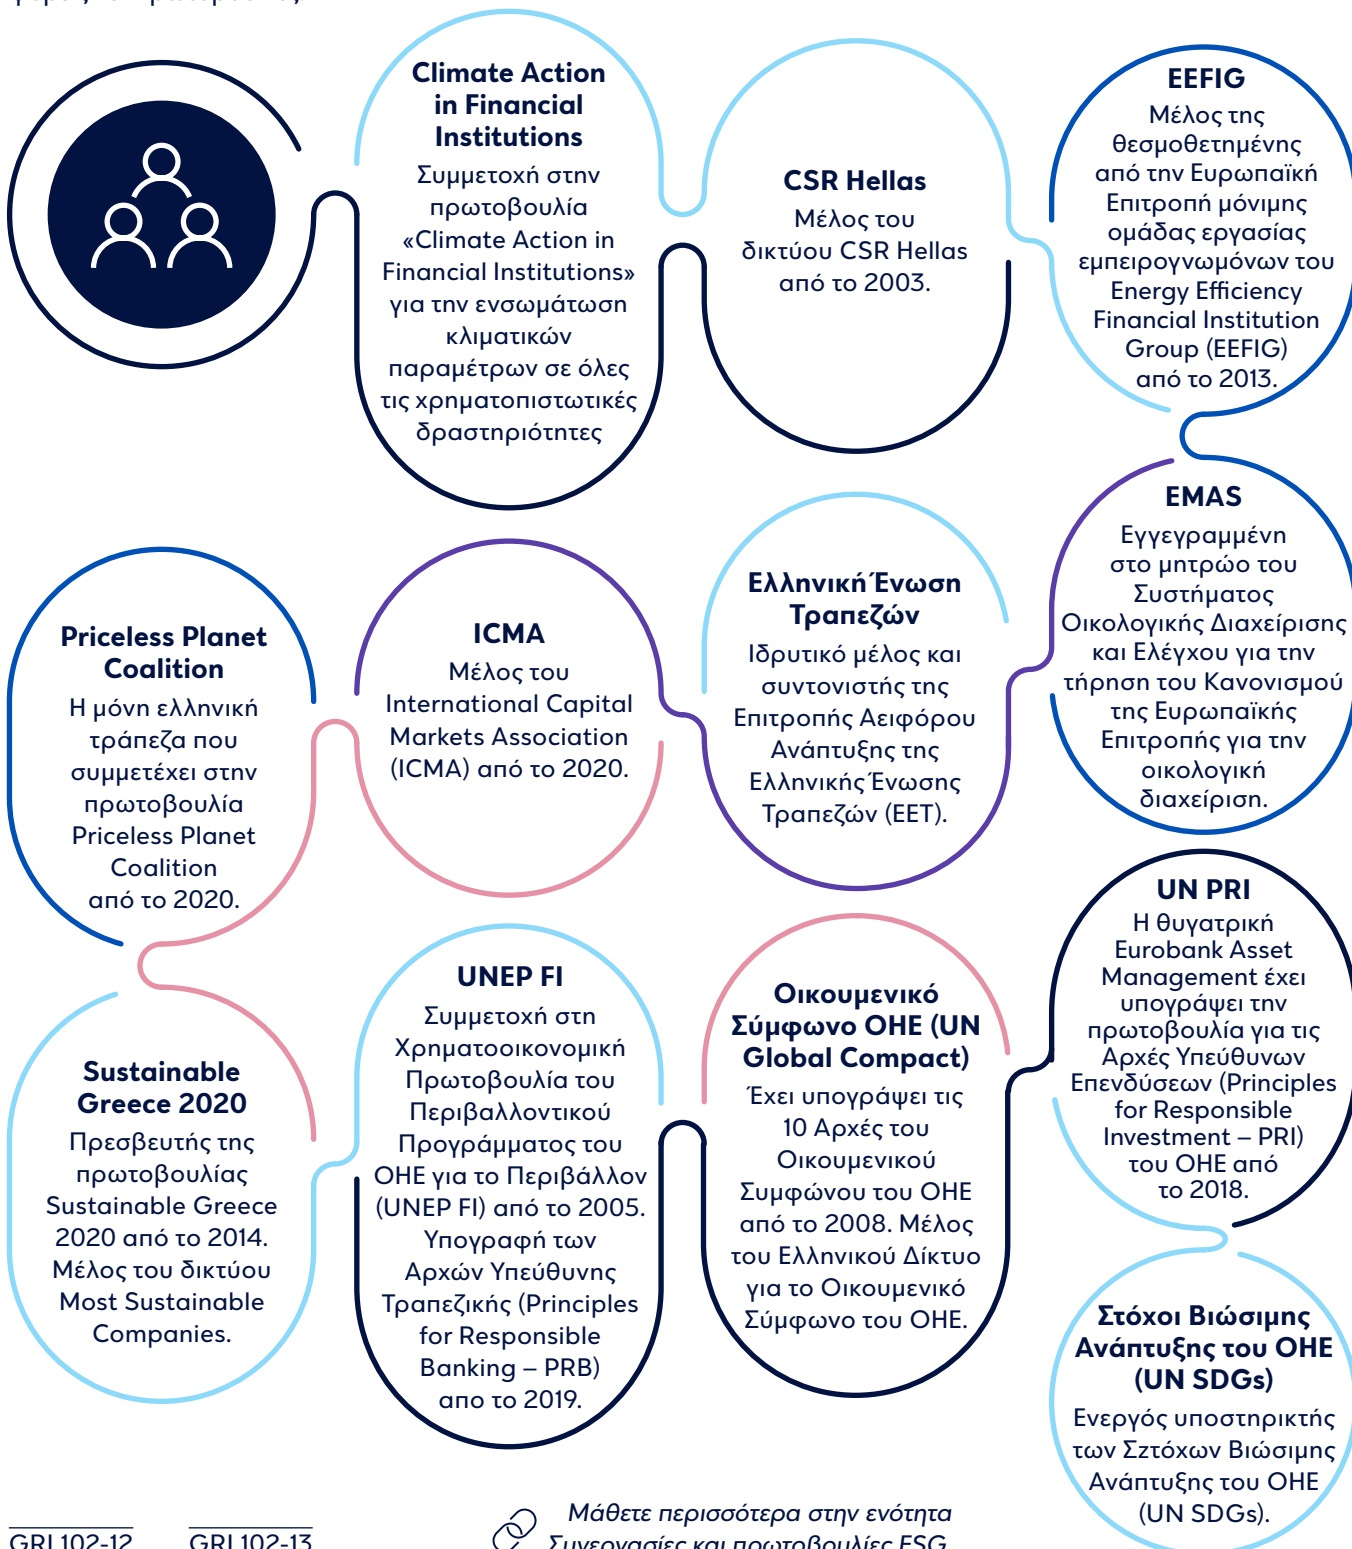 Climate Action
in Financial
Institutions
Συμμετοχή στην
πρωτοβουλία
«Climate Action in
Financial Institutions»
για την ενσωμάτωση
κλιματικών
παραμέτρων σε όλες
τις χρηματοπιστωτικές
δραστηριότητες
CSR Hellas
Μέλος του
δικτύου CSR Hellas
από το 2003.
EEFIG
Μέλος της
θεσμοθετημένης
από την Ευρωπαϊκή
Επιτροπή μόνιμης
ομάδας εργασίας
εμπειρογνωμόνων του
Energy Efficiency
Financial Institution
Group (EEFIG)
από το 2013.
EMAS
Εγγεγραμμένη
στο μητρώο του
Συστήματος
Οικολογικής Διαχείρισης
και Ελέγχου για την
τήρηση του Κανονισμού
της Ευρωπαϊκής
Επιτροπής για την
οικολογική
διαχείριση.
Ελληνική Ένωση
Τραπεζών
Ιδρυτικό μέλος και
συντονιστής της
Επιτροπής Αειφόρου
Ανάπτυξης της
Ελληνικής Ένωσης
Τραπεζών (ΕΕΤ).
ICMA
Μέλος του
International Capital
Markets Association
(ICMA) από το 2020.
Priceless Planet
Coalition
Η μόνη ελληνική
τράπεζα που
συμμετέχει στην
πρωτοβουλία
Priceless Planet
Coalition
από το 2020.
Sustainable
Greece 2020
Πρεσβευτής της
πρωτοβουλίας
Sustainable Greece
2020 από το 2014.
Μέλος του δικτύου
Most Sustainable
Companies.
UNEP FI
Συμμετοχή στη
Χρηματοοικονομική
Πρωτοβουλία του
Περιβαλλοντικού
Προγράμματος του
ΟΗΕ για το Περιβάλλον
(UNEP FI) από το 2005.
Υπογραφή των
Αρχών Υπεύθυνης
Τραπεζικής (Principles
for Responsible
Banking – PRB)
απο το 2019.
Οικουμενικό
Σύμφωνο ΟΗΕ (UN
Global Compact)
Έχει υπογράψει τις
10 Αρχές του
Οικουμενικού
Συμφώνου του ΟΗΕ
από το 2008. Μέλος
του Ελληνικού Δίκτυο
για το Οικουμενικό
Σύμφωνο του ΟΗΕ.
UN PRI
Η θυγατρική
Eurobank Asset
Management έχει
υπογράψει την
πρωτοβουλία για τις
Αρχές Υπεύθυνων
Επενδύσεων (Principles
for Responsible
Investment – PRI)
του ΟΗΕ από
το 2018.
Στόχοι Βιώσιμης
Ανάπτυξης του ΟΗΕ
(UN SDGs)
Ενεργός υποστηρικτής
των Σζτόχων Βιώσιμης
Ανάπτυξης του ΟΗΕ
(UN SDGs).
GRI 102-12 GRI 102-13
Μάθετε περισσότερα στην ενότητα
Συνεργασίες και πρωτοβουλίες ESG